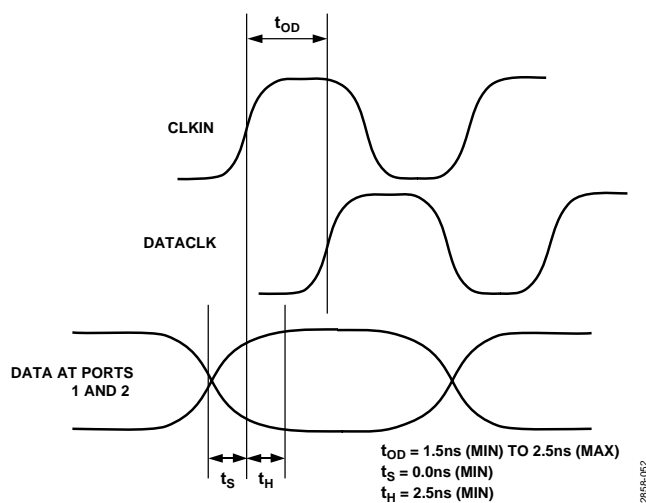 tOD
CLKIN
DATACLK
DATA AT PORTS
1 AND 2
tS
tH
tOD = 1.5ns (MIN) TO 2.5ns (MAX)
tS = 0.0ns (MIN)
tH = 2.5ns (MIN)